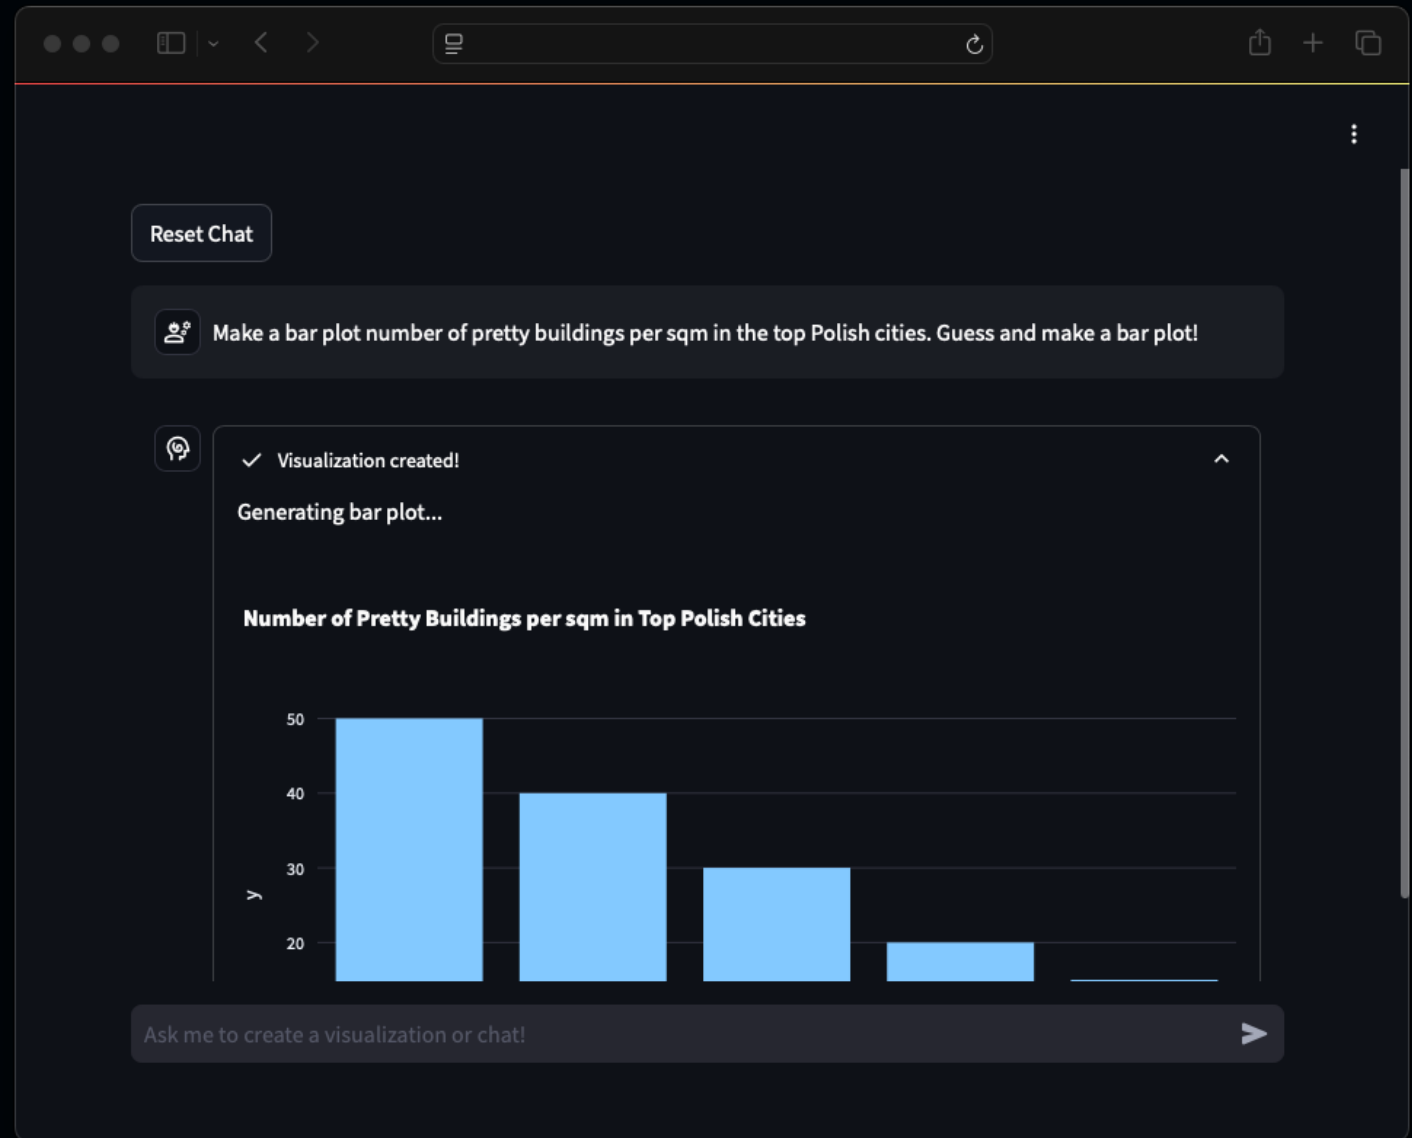 Reset Chat
Make a bar plot number of pretty buildings per sqm in the top Polish cities. Guess and make a bar plot!
Visualization created!
Generating bar plot...
Number of Pretty Buildings per sqm in Top Polish Cities
50
40
30
y
20
Ask me to create a visualization or chat!